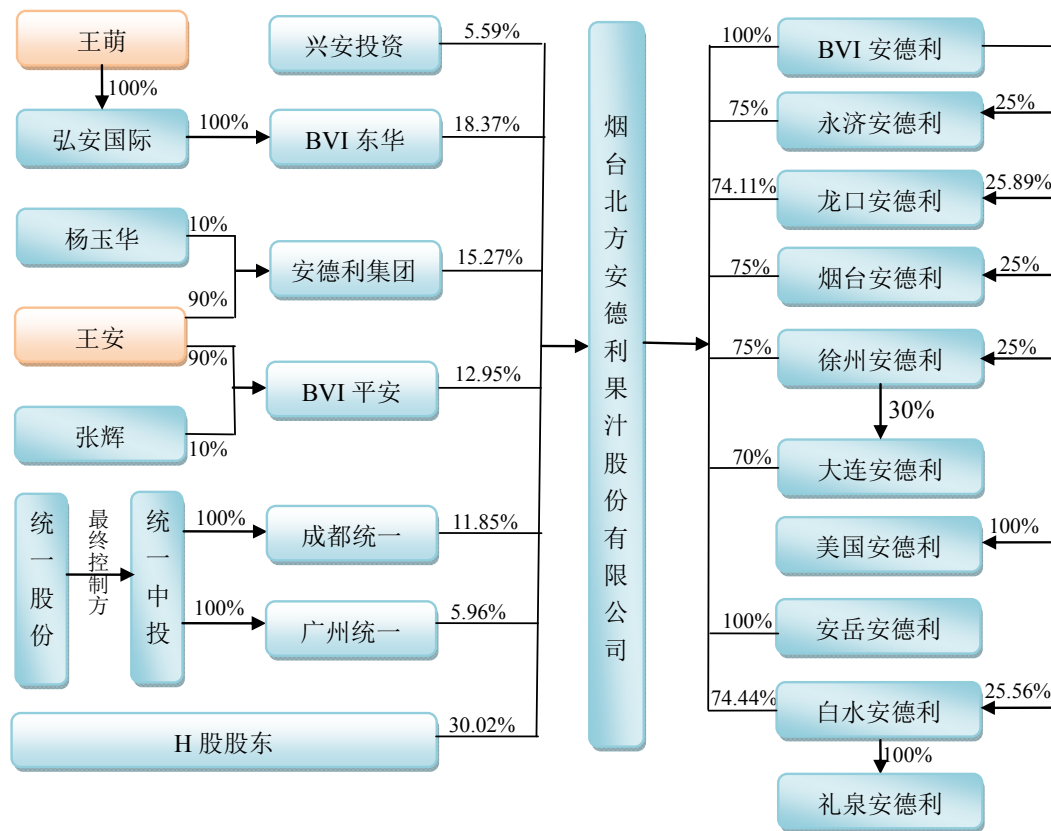 王萌
100%
弘安国际
100%
杨玉华
10%
90%
王安
90%
张辉
10%
统一股份
最终控制方
统一中投
100%
100%
兴安投资
5.59%
BVI 东华
18.37%
安德利集团
15.27%
BVI 平安
12.95%
成都统一
11.85%
广州统一
5.96%
H 股股东
30.02%
烟台北方安德利果汁股份有限公司
100%
BVI 安德利
75%
永济安德利
25%
74.11%
龙口安德利
25.89%
75%
烟台安德利
25%
75%
徐州安德利
25%
30%
70%
大连安德利
美国安德利
100%
100%
安岳安德利
74.44%
白水安德利
25.56%
100%
礼泉安德利